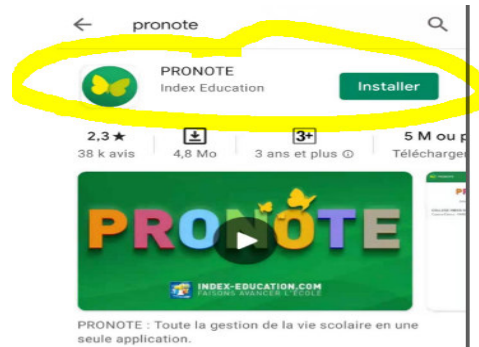 pronote
PRONOTE
Index Education
Installer
2,3★
38 k avis
4,8 Mo
3+
3 ans et plus
5 M ou p
Télécharge
PRONOTE
INDEX-EDUCATION.COM
FAISONS AVANCER L'ÉCOLE
PRONOTE : Toute la gestion de la vie scolaire en une
seule application.